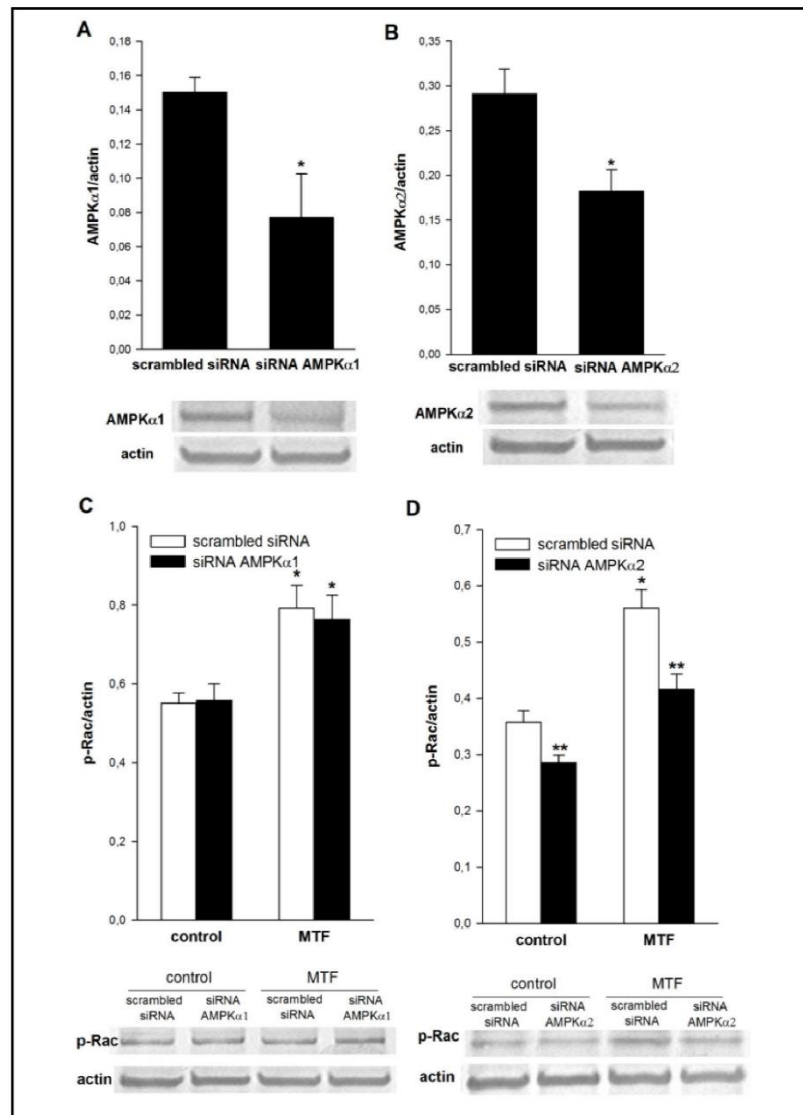 A
0,18
0,16
0,14
0,12
0,10
0,08
0,06
0,04
0,02
0,00
AMPKα1/actin
*
scrambled siRNA siRNA AMPKα1
AMPKα1
actin
B
0,35
0,30
0,25
0,20
0,15
0,10
0,05
0,00
AMPKα2/actin
*
scrambled siRNA siRNA AMPKα2
AMPKα2
actin
C
1,0
0,8
0,6
0,4
0,2
0,0
p-Rac/actin
scrambled siRNA
siRNA AMPKα1
* *
control MTF
control MTF
scrambled siRNA scrambled siRNA
siRNA AMPKα1 siRNA AMPKα1
p-Rac
actin
D
0,7
0,6
0,5
0,4
0,3
0,2
0,1
0,0
p-Rac/actin
scrambled siRNA
siRNA AMPKα2
*
**
**
control MTF
control MTF
scrambled siRNA scrambled siRNA
siRNA AMPKα2 siRNA AMPKα2
p-Rac
actin